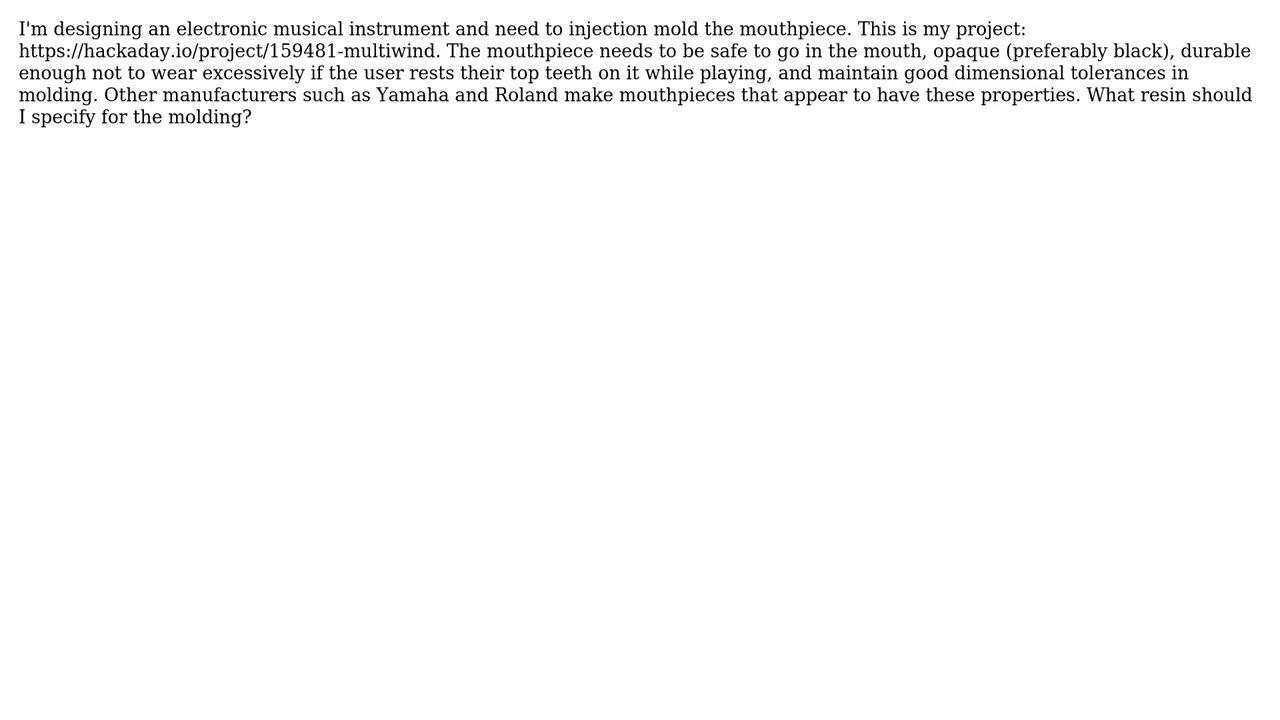 I'm designing an electronic musical instrument and need to injection mold the mouthpiece. This is my project:
https://hackaday.io/project/159481-multiwind. The mouthpiece needs to be safe to go in the mouth, opaque (preferably black), durable
enough not to wear excessively if the user rests their top teeth on it while playing, and maintain good dimensional tolerances in
molding. Other manufacturers such as Yamaha and Roland make mouthpieces that appear to have these properties. What resin should
I specify for the molding?